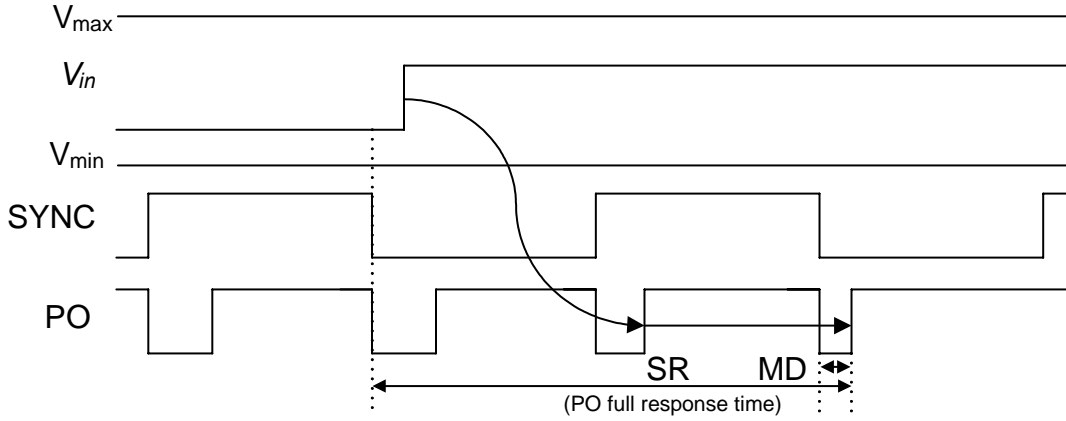 Vmax
Vin
Vmin
SYNC
PO
SR MD
(PO full response time)